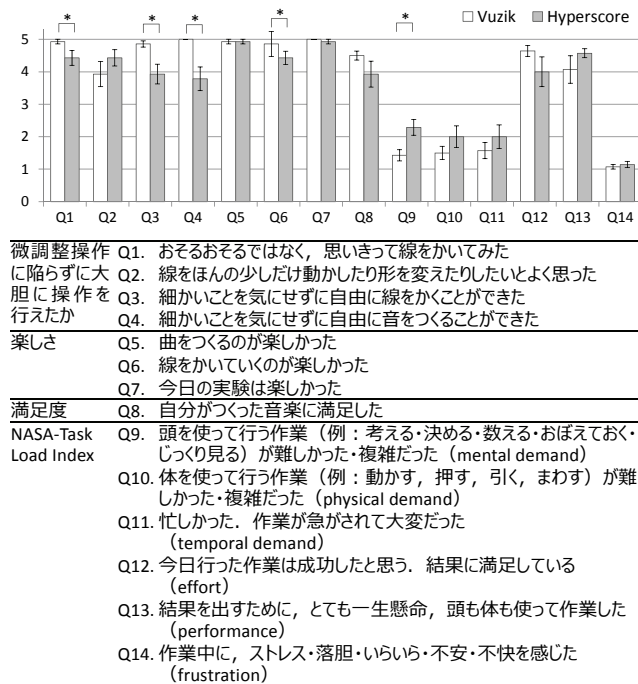 □ Vuzik ■ Hyperscore
* * * * *
5
4
3
2
1
0
Q1 Q2 Q3 Q4 Q5 Q6 Q7 Q8 Q9 Q10 Q11 Q12 Q13 Q14
微調整操作 Q1. おそるおそるではなく，思いきって線をかいてみた
に陥らずに大 Q2. 線をほんの少しだけ動かしたり形を変えたりしたいとよく思った
胆に操作を Q3. 細かいことを気にせずに自由に線をかくことができた
行えたか Q4. 細かいことを気にせずに自由に音をつくることができた
楽しさ Q5. 曲をつくるのが楽しかった
Q6. 線をかいていくのが楽しかった
Q7. 今日の実験は楽しかった
満足度 Q8. 自分がつくった音楽に満足した
NASA-Task Q9. 頭を使って行う作業（例：考える・決める・数える・おぼえておく・
Load Index じっくり見る）が難しかった・複雑だった（mental demand）
Q10. 体を使って行う作業（例：動かす，押す，引く，まわす）が難
しかった・複雑だった（physical demand）
Q11. 忙しかった．作業が急がされて大変だった
（temporal demand）
Q12. 今日行った作業は成功したと思う．結果に満足している
（effort）
Q13. 結果を出すために，とても一生懸命，頭も体も使って作業した
（performance）
Q14. 作業中に，ストレス・落胆・いらいら・不安・不快を感じた
（frustration）